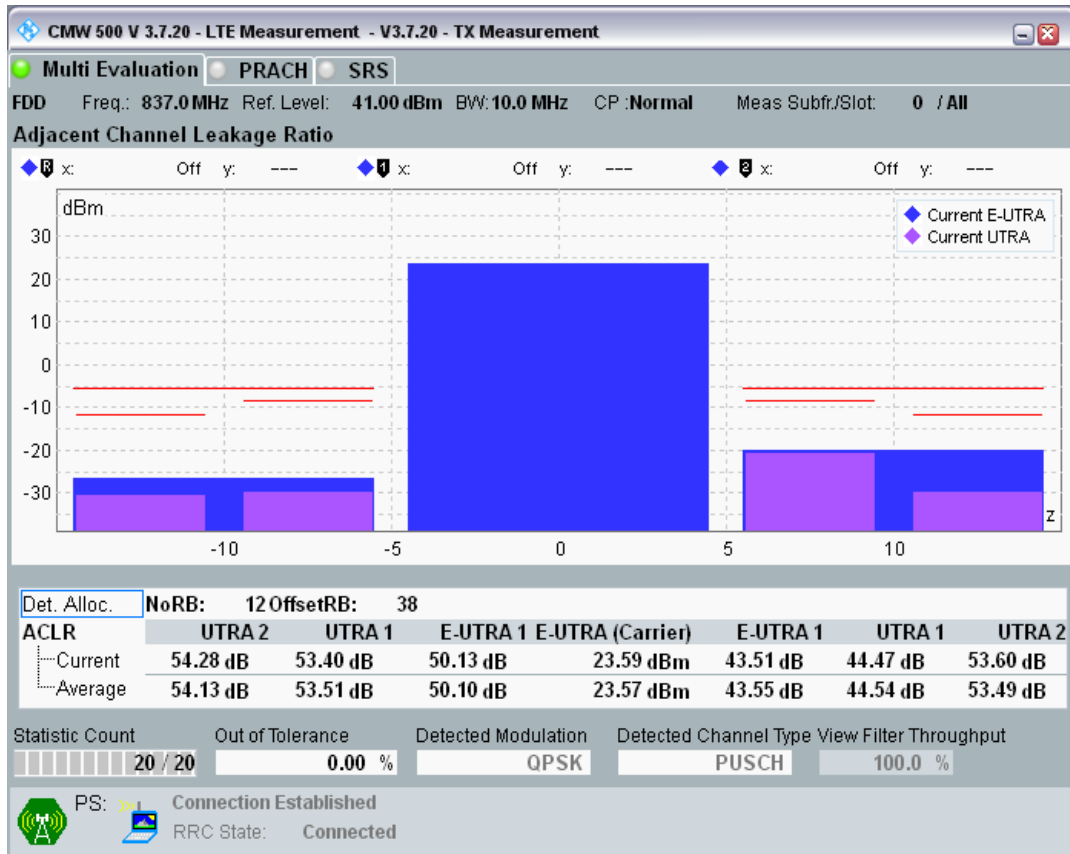 CMW 500 V 3.7.20 - LTE Measurement - V3.7.20 - TX Measurement
Multi Evaluation PRACH SRS
FDD Freq.: 837.0 MHz Ref. Level: 41.00 dBm BW: 10.0 MHz CP :Normal Meas Subfr./Slot: 0 / All
Adjacent Channel Leakage Ratio
R x: Off y: --- 1 x: Off y: --- 2 x: Off y: ---
dBm
Current E-UTRA
Current UTRA
30
20
10
0
-10
-20
-30
z
-10 -5 0 5 10
Det. Alloc. NoRB: 12 OffsetRB: 38
ACLR UTRA 2 UTRA 1 E-UTRA 1 E-UTRA (Carrier) E-UTRA 1 UTRA 1 UTRA 2
Current 54.28 dB 53.40 dB 50.13 dB 23.59 dBm 43.51 dB 44.47 dB 53.60 dB
Average 54.13 dB 53.51 dB 50.10 dB 23.57 dBm 43.55 dB 44.54 dB 53.49 dB
Statistic Count Out of Tolerance Detected Modulation Detected Channel Type View Filter Throughput
20 / 20 0.00 % QPSK PUSCH 100.0 %
PS: Connection Established
RRC State: Connected